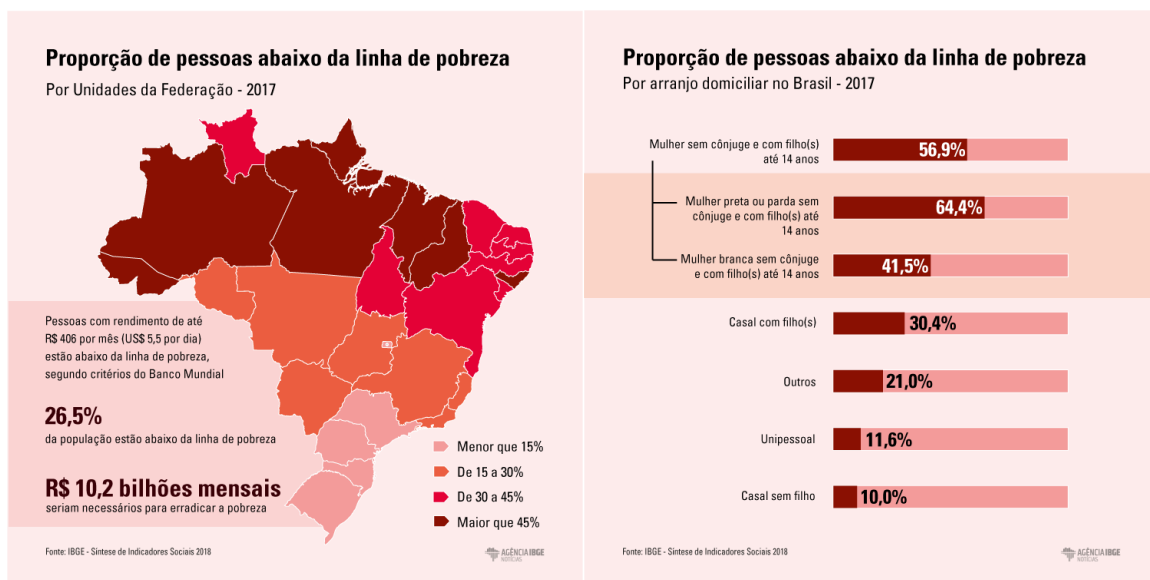 Proporção de pessoas abaixo da linha de pobreza
Por Unidades da Federação - 2017
Pessoas com rendimento de até
R$ 406 por mês (US$ 5,5 por dia)
estão abaixo da linha de pobreza,
segundo critérios do Banco Mundial
26,5%
da população estão abaixo da linha de pobreza
R$ 10,2 bilhões mensais
seriam necessários para erradicar a pobreza
Menor que 15%
De 15 a 30%
De 30 a 45%
Maior que 45%
Fonte: IBGE - Síntese de Indicadores Sociais 2018
AGÊNCIA IBGE
NOTÍCIAS
Proporção de pessoas abaixo da linha de pobreza
Por arranjo domiciliar no Brasil - 2017
Mulher sem cônjuge e com filho(s)
até 14 anos
56,9%
Mulher preta ou parda sem
cônjuge e com filho(s) até
14 anos
64,4%
Mulher branca sem cônjuge
e com filho(s) até 14 anos
41,5%
Casal com filho(s)
30,4%
Outros
21,0%
Unipessoal
11,6%
Casal sem filho
10,0%
Fonte: IBGE - Síntese de Indicadores Sociais 2018
AGÊNCIA IBGE
NOTÍCIAS